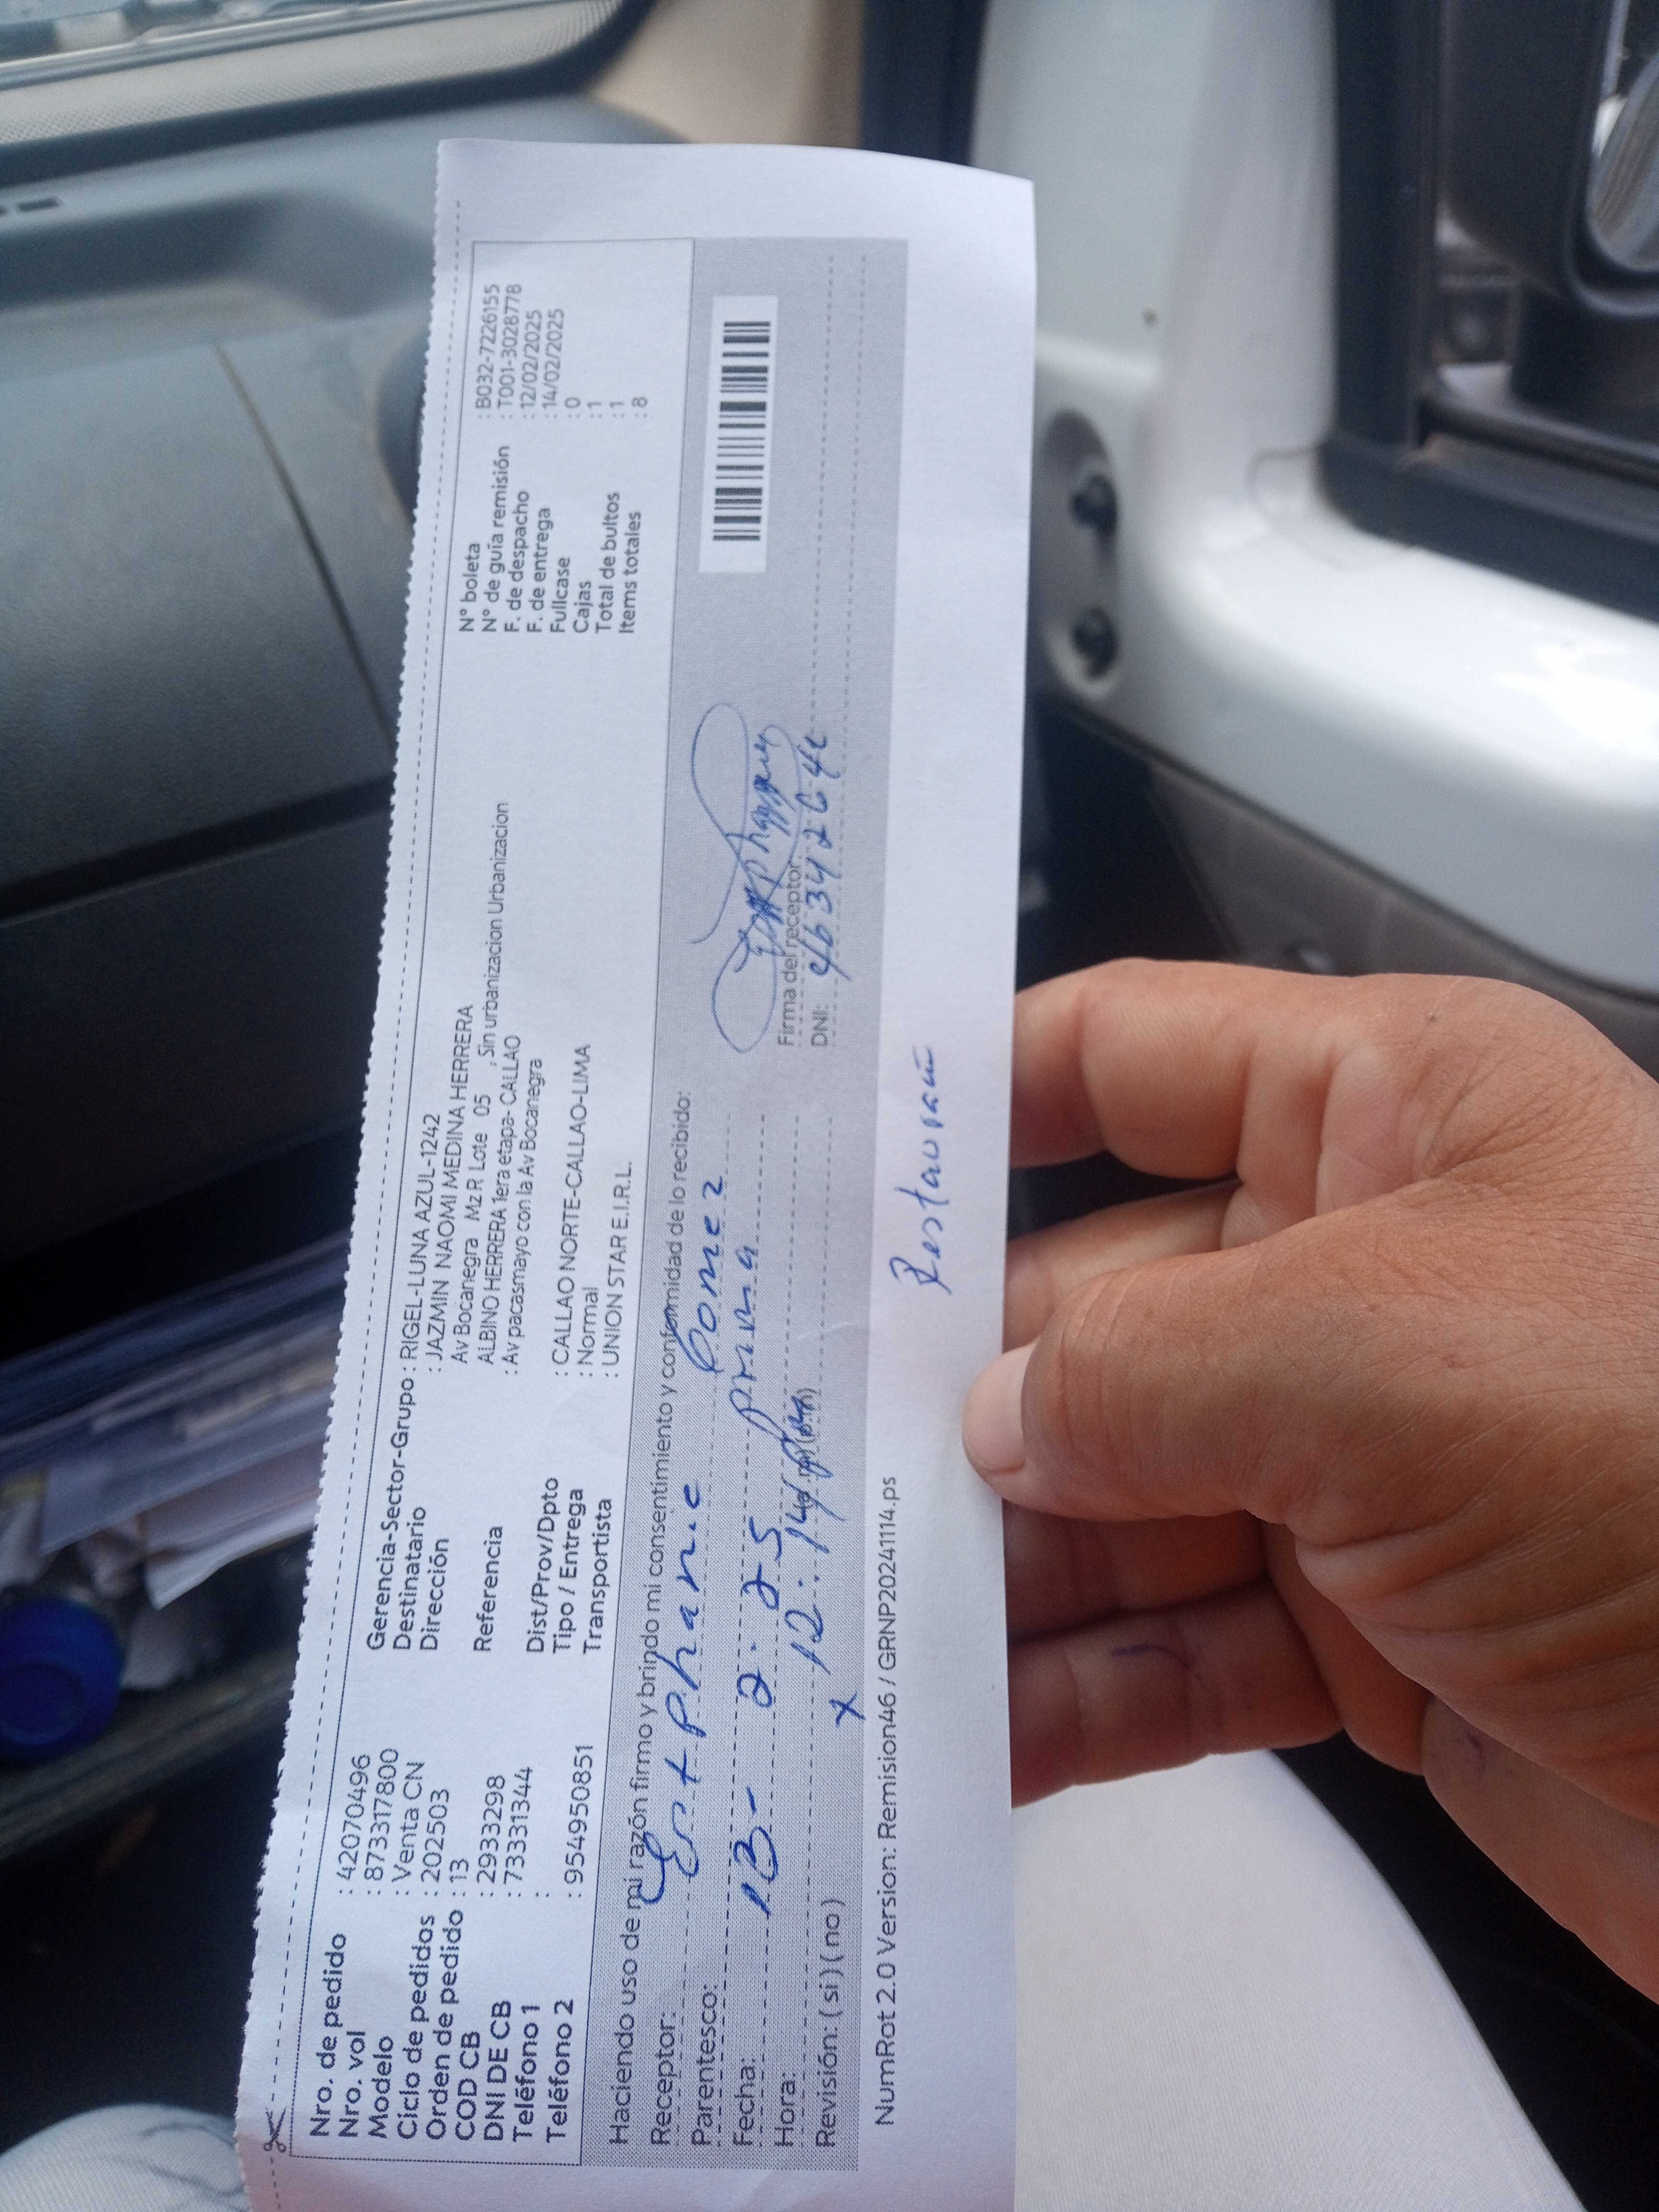 Nro. de pedido : 42070496
Nro. vol : 8733177800
Modelo : Venta CN
Ciclo de pedidos : 202503
Orden de pedido : 13
COD CB : 29333298
DNI DE CB : 73331344
Teléfono 1 :
Teléfono 2 : 954950851
Gerencia-Sector-Grupo : RIGEL-LUNA AZUL-1242
Destinatario : JAZMIN NAOMI MEDINA HERRERA
Dirección Av Bocanegra Mz R Lote 05 , Sin urbanizacion Urbanizacion
ALBINO HERRERA 1era etapa- CALLAO
Referencia : Av pacasmayo con la Av Bocanegra
Dist/Prov/Dpto : CALLAO NORTE-CALLAO-LIMA
Tipo / Entrega : Normal
Transportista : UNION STAR E.I.R.L.
N° boleta : B032-7226155
N° de guía remisión : T001-3028778
F. de despacho : 12/02/2025
F. de entrega : 14/02/2025
Fullcase : 0
Cajas : 1
Total de bultos : 1
Items totales : 8
Haciendo uso de mi razón firmo y brindo mi consentimiento y conformidad de lo recibido:
Receptor: Estphanie Gomez
Parentesco: prima
Fecha: 13- 2-25
Hora: 12:14
Revisión: ( si ) ( no ) x
Firma del receptor
DNI:
NumRot 2.0 Version: Remision46 / GRNP20241114.ps